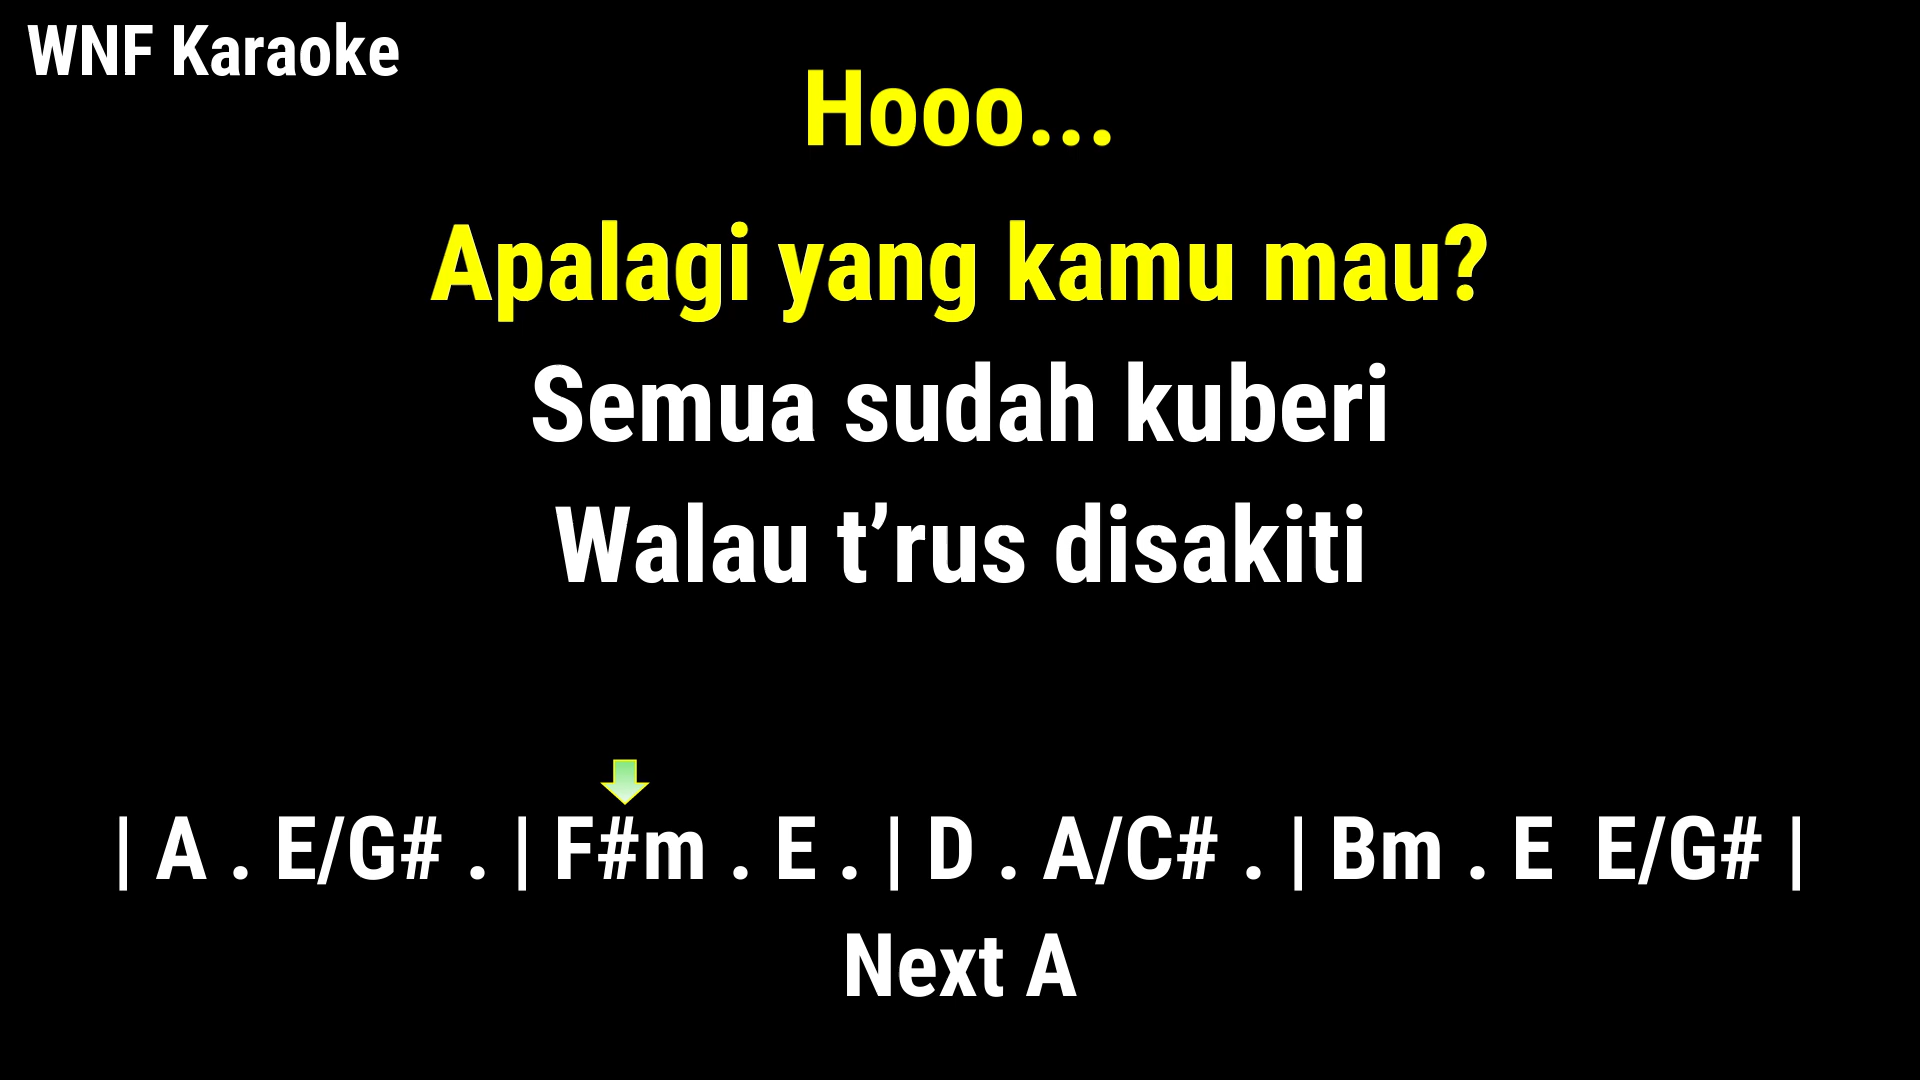 WNF Karaoke
Hooo...
Apalagi yang kamu mau?
Semua sudah kuberi
Walau t’rus disakiti
| A . E/G# . | F#m . E . | D . A/C# . | Bm . E  E/G# |
Next A